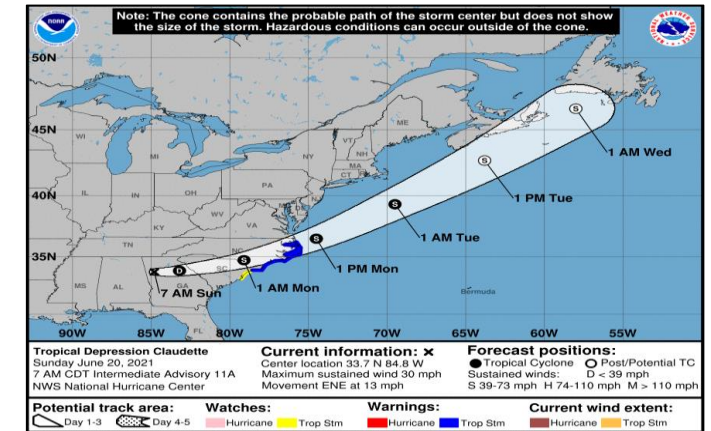 Note: The cone contains the probable path of the storm center but does not show
the size of the storm. Hazardous conditions can occur outside of the cone.
NOAA
50N
45N
40N
35N
WI
MI
NY
VT
NH
MA
CT
ME
IL
IN
OH
PA
NJ
WV
VA
KY
TN
NC
SC
MS
AL
GA
FL
1 AM Wed
1 PM Tue
1 AM Tue
1 PM Mon
1 AM Mon
7 AM Sun
D
S
S
S
S
S
Bermuda
90W 85W 80W 75W 70W 65W 60W 55W
Tropical Depression Claudette
Sunday June 20, 2021
7 AM CDT Intermediate Advisory 11A
NWS National Hurricane Center
Current information: x
Center location 33.7 N 84.8 W
Maximum sustained wind 30 mph
Movement ENE at 13 mph
Forecast positions:
Tropical Cyclone Post/Potential TC
Sustained winds: D < 39 mph
S 39-73 mph H 74-110 mph M > 110 mph
Potential track area:
Day 1-3 Day 4-5
Watches:
Hurricane Trop Stm
Warnings:
Hurricane Trop Stm
Current wind extent:
Hurricane Trop Stm